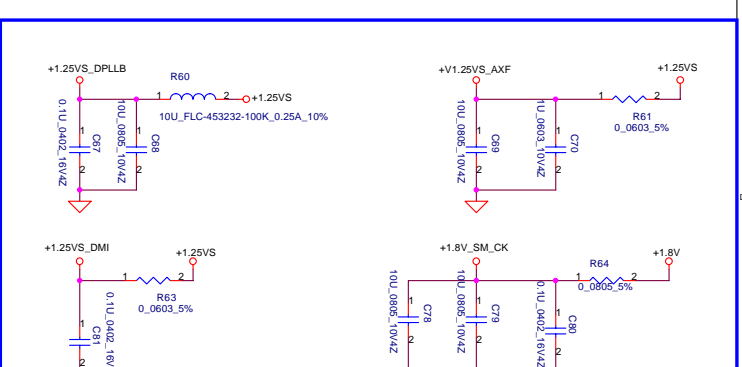 +1.25VS_DPLLB
R60
1
2
+1.25VS
10U_FLC-453232-100K_0.25A_10%
0.1U_0402_16V4Z
1
C67
2
10U_0805_10V4Z
1
C68
2
+V1.25VS_AXF
+1.25VS
1
2
R61
0_0603_5%
10U_0805_10V4Z
1
C69
2
1U_0603_10V4Z
1
C70
2
+1.25VS_DMI
+1.25VS
1
2
R63
0_0603_5%
0.1U_0402_16V
1
C81
2
+1.8V_SM_CK
R64
+1.8V
1
2
0_0805_5%
10U_0805_10V4Z
1
C78
2
10U_0805_10V4Z
1
C79
2
0.1U_0402_16V4Z
1
C80
2